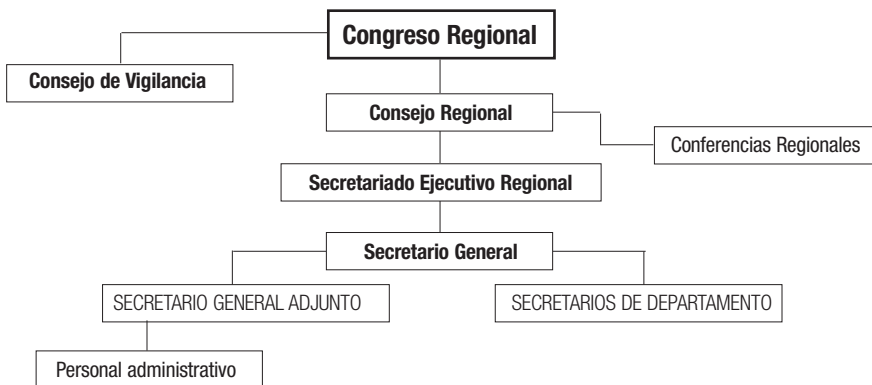 Congreso Regional
Consejo de Vigilancia
Consejo Regional
Conferencias Regionales
Secretariado Ejecutivo Regional
Secretario General
SECRETARIO GENERAL ADJUNTO
SECRETARIOS DE DEPARTAMENTO
Personal administrativo